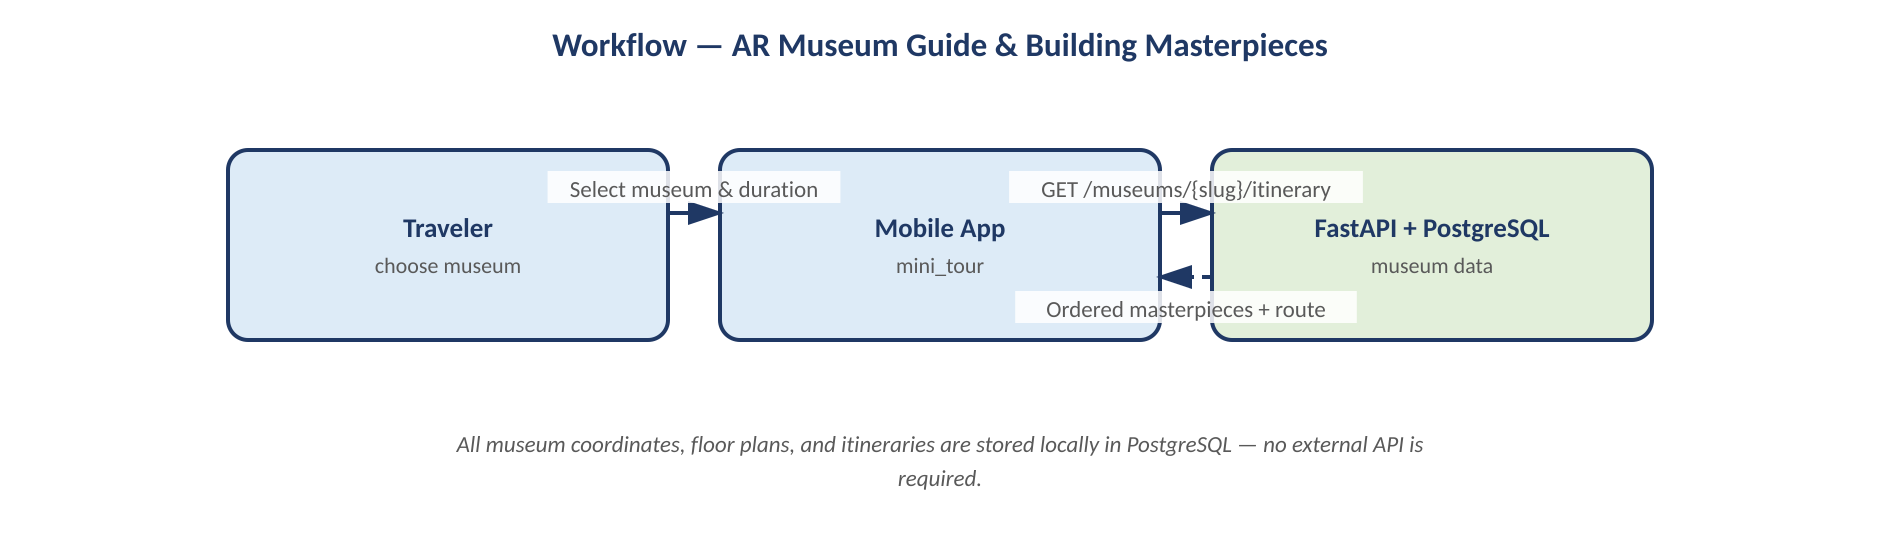 Workflow — AR Museum Guide & Building Masterpieces
Select museum & duration
GET /museums/{slug}/itinerary
Traveler
choose museum
Mobile App
mini_tour
FastAPI + PostgreSQL
museum data
Ordered masterpieces + route
All museum coordinates, floor plans, and itineraries are stored locally in PostgreSQL — no external API is
required.